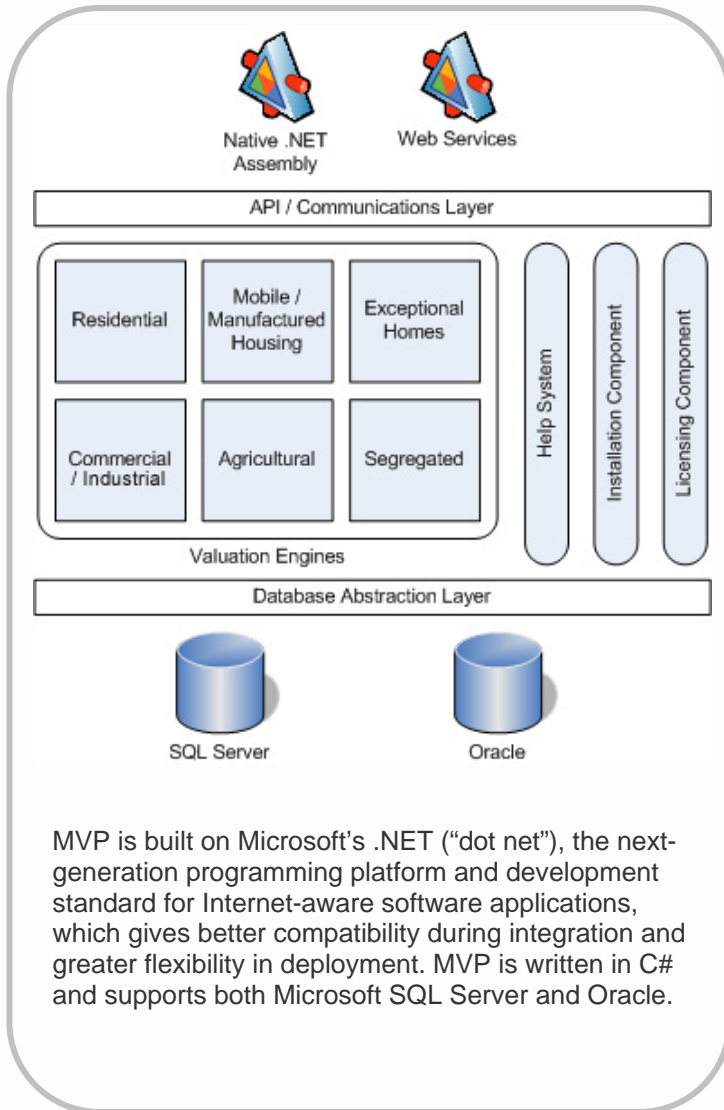 Native .NET
Assembly
Web Services
API / Communications Layer
Residential
Mobile /
Manufactured
Housing
Exceptional
Homes
Commercial
/ Industrial
Agricultural
Segregated
Valuation Engines
Help System
Installation Component
Licensing Component
Database Abstraction Layer
SQL Server
Oracle
MVP is built on Microsoft’s .NET (“dot net”), the next-
generation programming platform and development
standard for Internet-aware software applications,
which gives better compatibility during integration and
greater flexibility in deployment. MVP is written in C#
and supports both Microsoft SQL Server and Oracle.